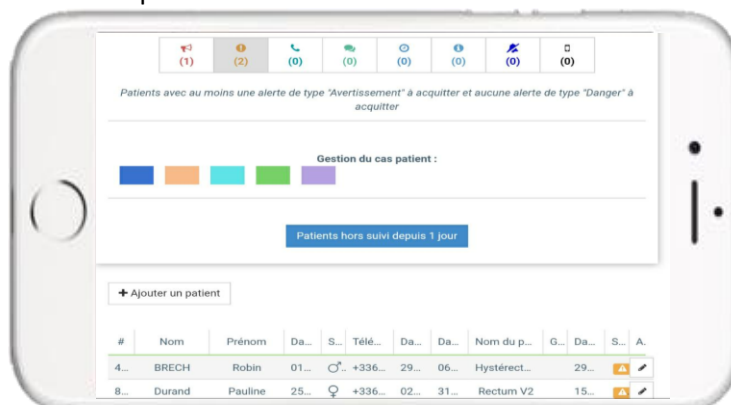 (1) (2) (0) (0) (0) (0) (0) (0)
Patients avec au moins une alerte de type "Avertissement" à acquitter et aucune alerte de type "Danger" à
acquitter
Gestion du cas patient :
Patients hors suivi depuis 1 jour
+ Ajouter un patient
# Nom Prénom Da... S... Télé... Da... Da... Nom du p... G... Da... S... A.
4... BRECH Robin 01... +336... 29... 06... Hystérect... 29...
8... Durand Pauline 25... +336... 02... 31... Rectum V2 15...